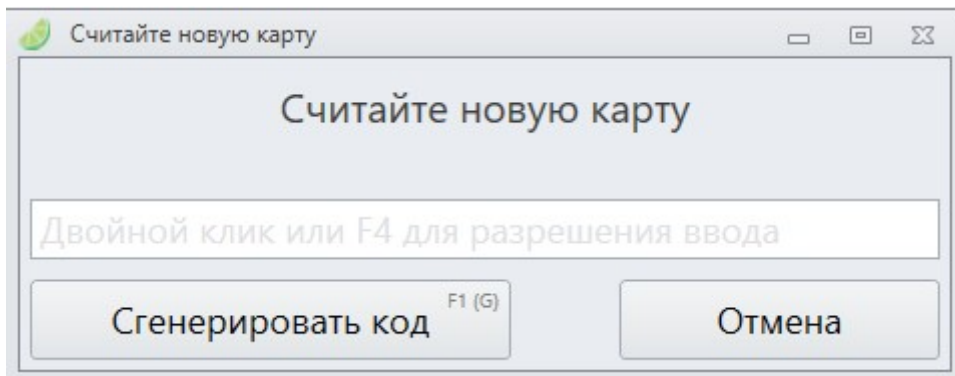 Считайте новую карту
Считайте новую карту
Двойной клик или F4 для разрешения ввода
Сгенерировать код F1 (G)
Отмена